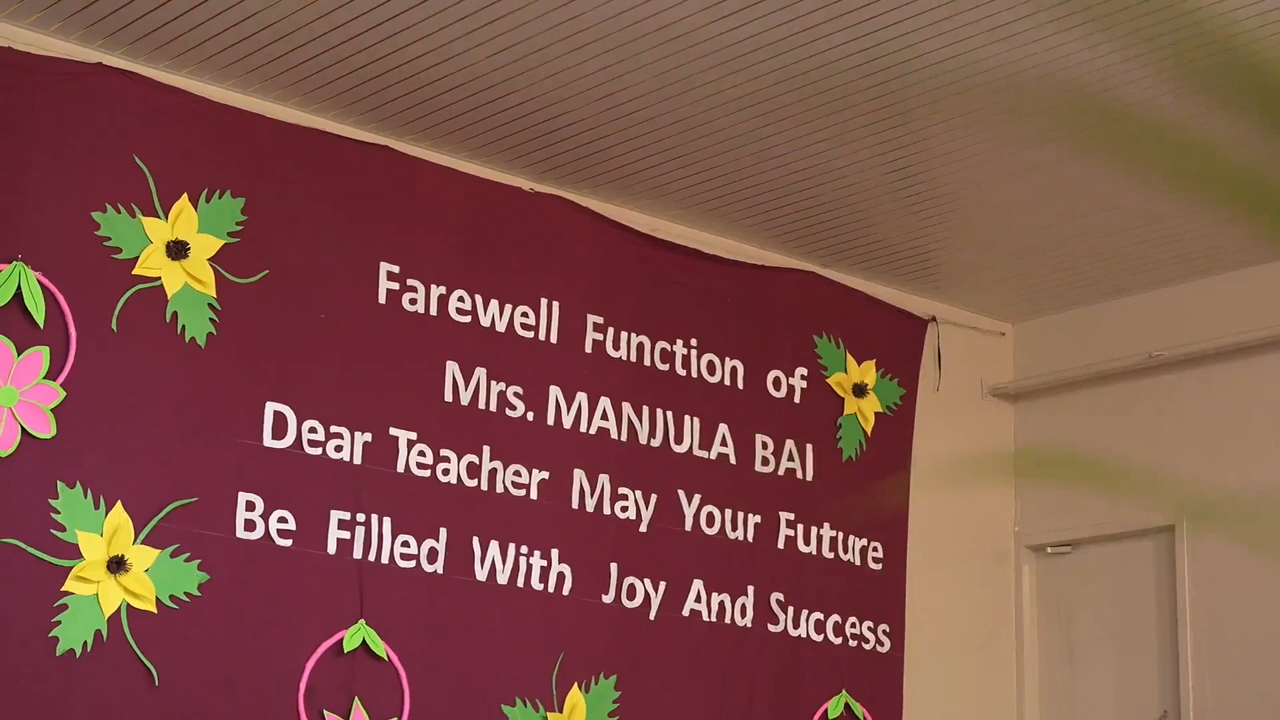 Farewell Function of
Mrs. MANJULA BAI
Dear Teacher May Your Future
Be Filled With Joy And Success